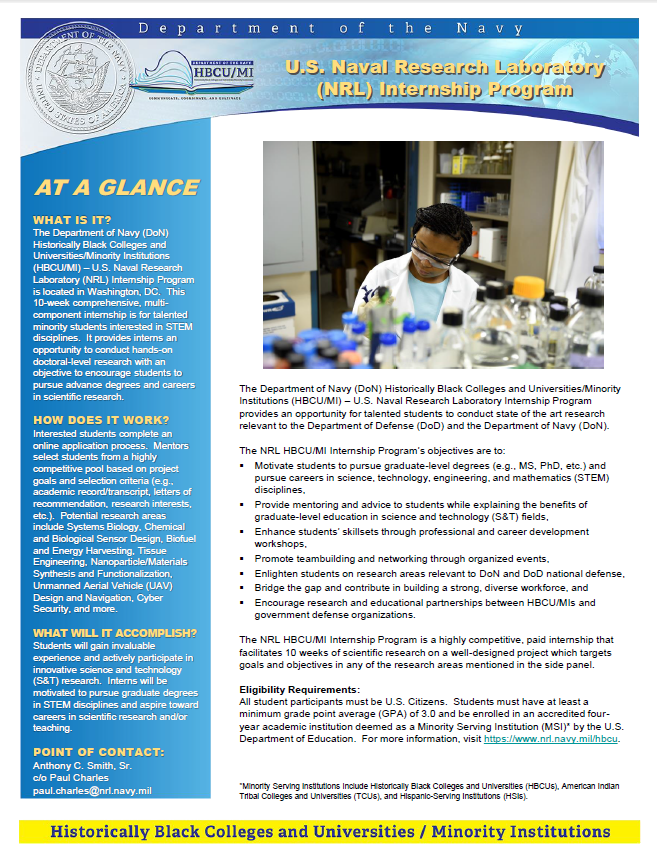 Department of the Navy
DEPARTMENT OF THE NAVY
UNITED STATES OF AMERICA
DEPARTMENT OF THE NAVY
HBCU/MI
COMMUNICATE, COORDINATE, AND CULTIVATE
U.S. Naval Research Laboratory
(NRL) Internship Program
AT A GLANCE
WHAT IS IT?
The Department of Navy (DoN)
Historically Black Colleges and
Universities/Minority Institutions
(HBCU/MI) – U.S. Naval Research
Laboratory (NRL) Internship Program
is located in Washington, DC. This
10-week comprehensive, multi-
component internship is for talented
minority students interested in STEM
disciplines. It provides interns an
opportunity to conduct hands-on
doctoral-level research with an
objective to encourage students to
pursue advance degrees and careers
in scientific research.
HOW DOES IT WORK?
Interested students complete an
online application process. Mentors
select students from a highly
competitive pool based on project
goals and selection criteria (e.g.,
academic record/transcript, letters of
recommendation, research interests,
etc.). Potential research areas
include Systems Biology, Chemical
and Biological Sensor Design, Biofuel
and Energy Harvesting, Tissue
Engineering, Nanoparticle/Materials
Synthesis and Functionalization,
Unmanned Aerial Vehicle (UAV)
Design and Navigation, Cyber
Security, and more.
WHAT WILL IT ACCOMPLISH?
Students will gain invaluable
experience and actively participate in
innovative science and technology
(S&T) research. Interns will be
motivated to pursue graduate degrees
in STEM disciplines and aspire toward
careers in scientific research and/or
teaching.
POINT OF CONTACT:
Anthony C. Smith, Sr.
c/o Paul Charles
paul.charles@nrl.navy.mil
The Department of Navy (DoN) Historically Black Colleges and Universities/Minority
Institutions (HBCU/MI) – U.S. Naval Research Laboratory Internship Program
provides an opportunity for talented students to conduct state of the art research
relevant to the Department of Defense (DoD) and the Department of Navy (DoN).
The NRL HBCU/MI Internship Program's objectives are to:
▪ Motivate students to pursue graduate-level degrees (e.g., MS, PhD, etc.) and
pursue careers in science, technology, engineering, and mathematics (STEM)
disciplines,
▪ Provide mentoring and advice to students while explaining the benefits of
graduate-level education in science and technology (S&T) fields,
▪ Enhance students' skillsets through professional and career development
workshops,
▪ Promote teambuilding and networking through organized events,
▪ Enlighten students on research areas relevant to DoN and DoD national defense,
▪ Bridge the gap and contribute in building a strong, diverse workforce, and
▪ Encourage research and educational partnerships between HBCU/MIs and
government defense organizations.
The NRL HBCU/MI Internship Program is a highly competitive, paid internship that
facilitates 10 weeks of scientific research on a well-designed project which targets
goals and objectives in any of the research areas mentioned in the side panel.
Eligibility Requirements:
All student participants must be U.S. Citizens. Students must have at least a
minimum grade point average (GPA) of 3.0 and be enrolled in an accredited four-
year academic institution deemed as a Minority Serving Institution (MSI)* by the U.S.
Department of Education. For more information, visit https://www.nrl.navy.mil/hbcu.
*Minority Serving Institutions Include Historically Black Colleges and Universities (HBCUs), American Indian
Tribal Colleges and Universities (TCUs), and Hispanic-Serving Institutions (HSIs).
Historically Black Colleges and Universities / Minority Institutions